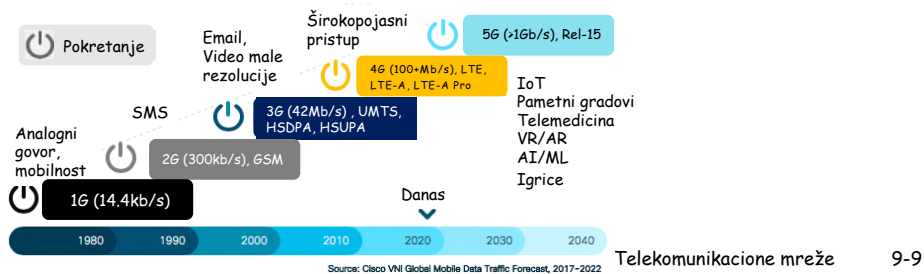 Pokretanje
Email,
Video male
rezolucije
Širokopojasni
pristup
5G (>1Gb/s), Rel-15
4G (100+Mb/s), LTE,
LTE-A, LTE-A Pro
SMS
3G (42Mb/s) , UMTS,
HSDPA, HSUPA
IoT
Pametni gradovi
Telemedicina
VR/AR
AI/ML
Igrice
Analogni
govor,
mobilnost
2G (300kb/s), GSM
1G (14.4kb/s)
Danas
1980 1990 2000 2010 2020 2030 2040
Source: Cisco VNI Global Mobile Data Traffic Forecast, 2017–2022
Telekomunikacione mreže 9-9